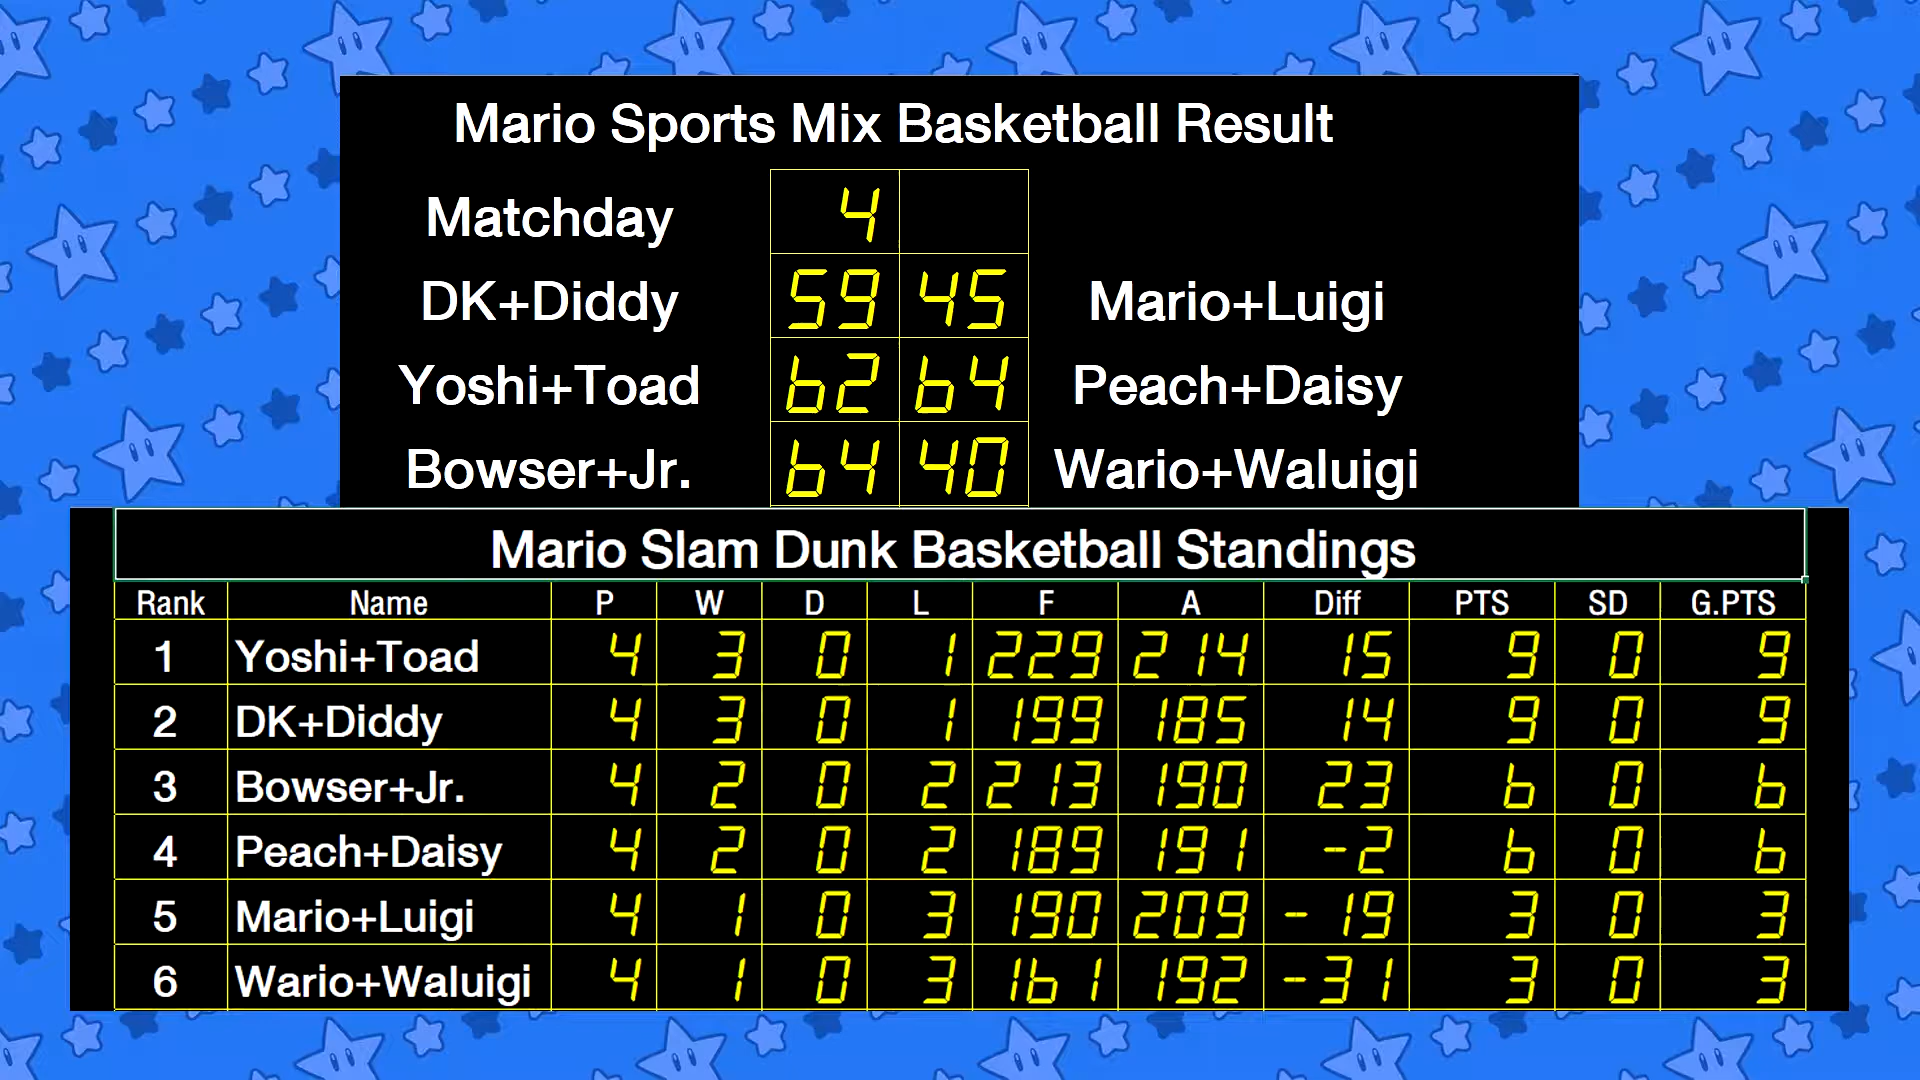 Mario Sports Mix Basketball Result
Matchday 4
DK+Diddy 59 45 Mario+Luigi
Yoshi+Toad 62 64 Peach+Daisy
Bowser+Jr. 64 40 Wario+Waluigi
Mario Slam Dunk Basketball Standings
Rank Name P W D L F A Diff PTS SD G.PTS
1 Yoshi+Toad 4 3 0 1 229 214 15 9 0 9
2 DK+Diddy 4 3 0 1 199 185 14 9 0 9
3 Bowser+Jr. 4 2 0 2 213 190 23 6 0 6
4 Peach+Daisy 4 2 0 2 189 191 -2 6 0 6
5 Mario+Luigi 4 1 0 3 190 209 -19 3 0 3
6 Wario+Waluigi 4 1 0 3 161 192 -31 3 0 3